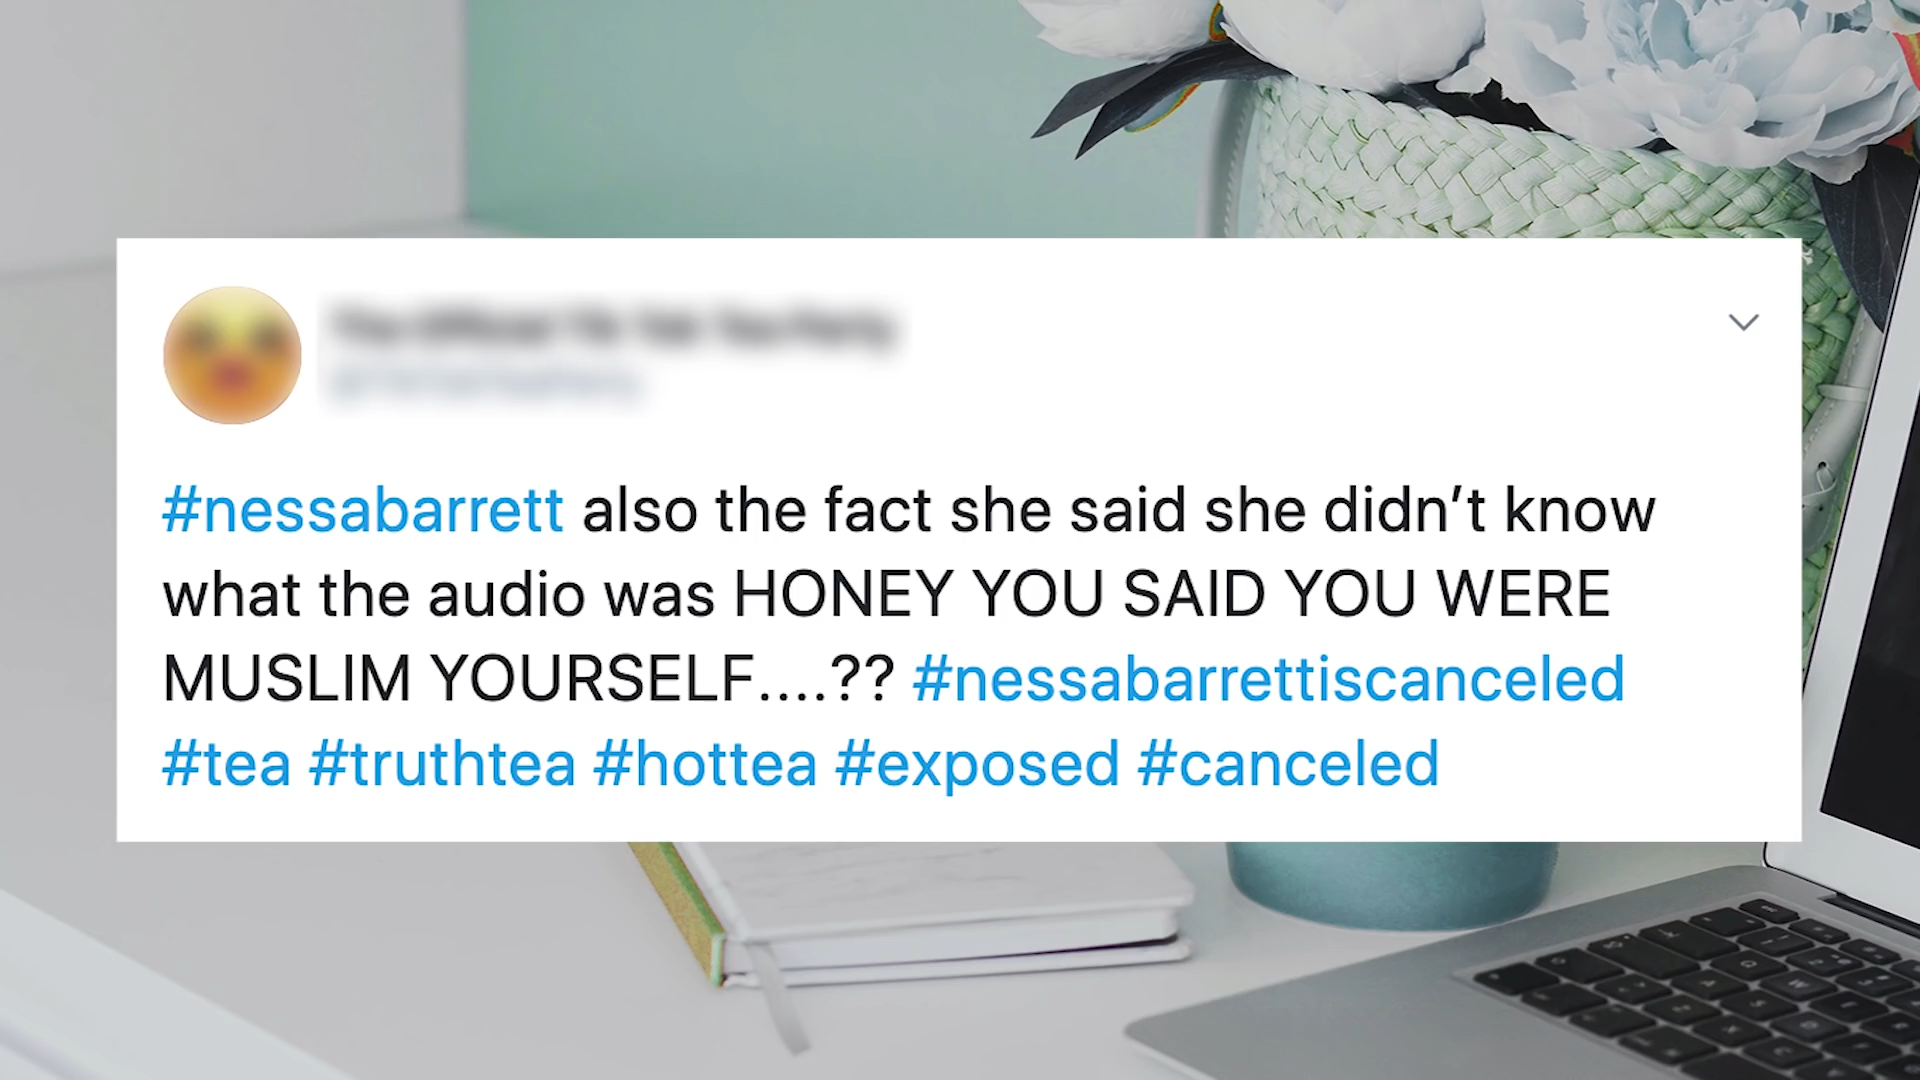 #nessabarrett also the fact she said she didn’t know
what the audio was HONEY YOU SAID YOU WERE
MUSLIM YOURSELF....?? #nessabarrettiscanceled
#tea #truthtea #hottea #exposed #canceled